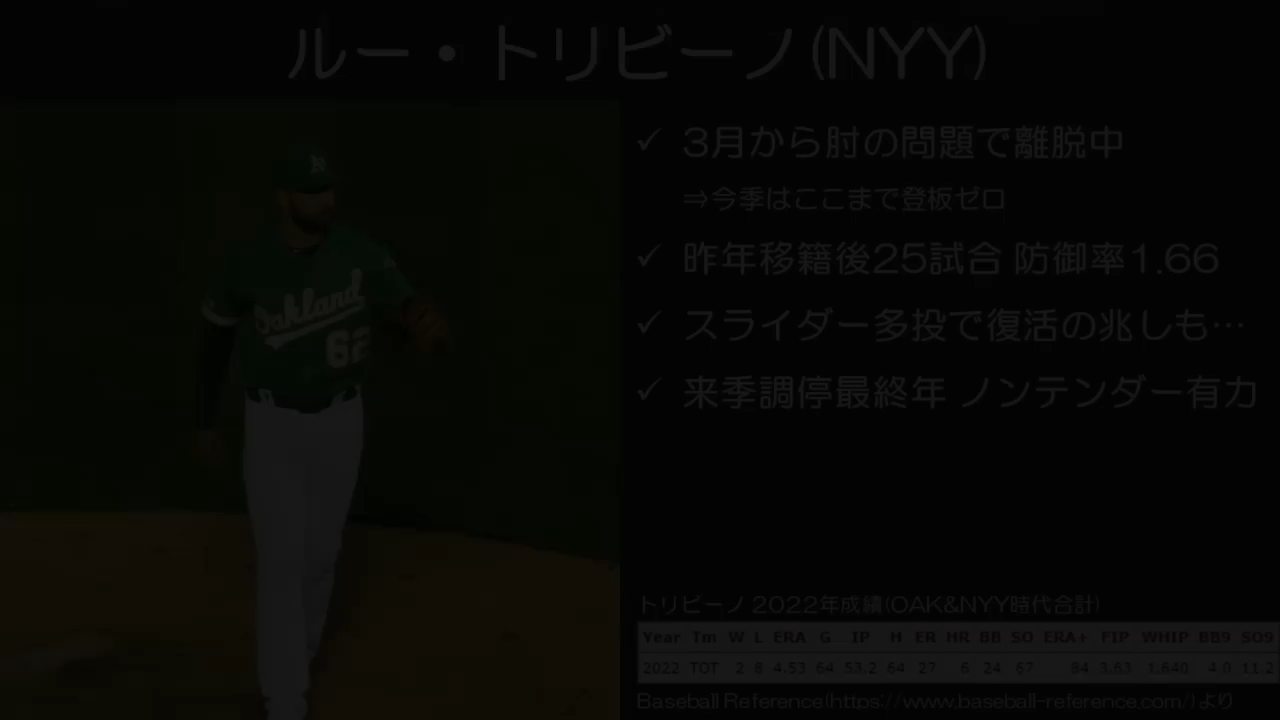 ルー・トリビーノ(NYY)
✓ 3月から肘の問題で離脱中
⇒今季はここまで登板ゼロ
✓ 昨年移籍後25試合 防御率1.66
✓ スライダー多投で復活の兆しも…
✓ 来季調停最終年 ノンテンダー有力
Oakland
62
トリビーノ 2022年成績(OAK&NYY時代合計)
Year Tm W L ERA G IP H ER HR BB SO ERA+ FIP WHIP BB9 SO9
2022 TOT 2 8 4.53 64 53.2 64 27 6 24 67 84 3.63 1.640 4.0 11.2
Baseball Reference(https://www.baseball-reference.com/)より